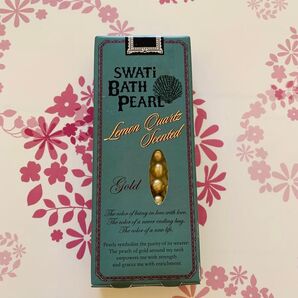 SWATi
BATH
PEARL
Lemon Quartz
Scented
Gold
The color of being in love with love.
The color of a never ending hug.
The color of a new life.
Pearls symbolize the purity of its wearer.
The pearls of gold around my neck
empowers me with strength
and graces me with enrichment.